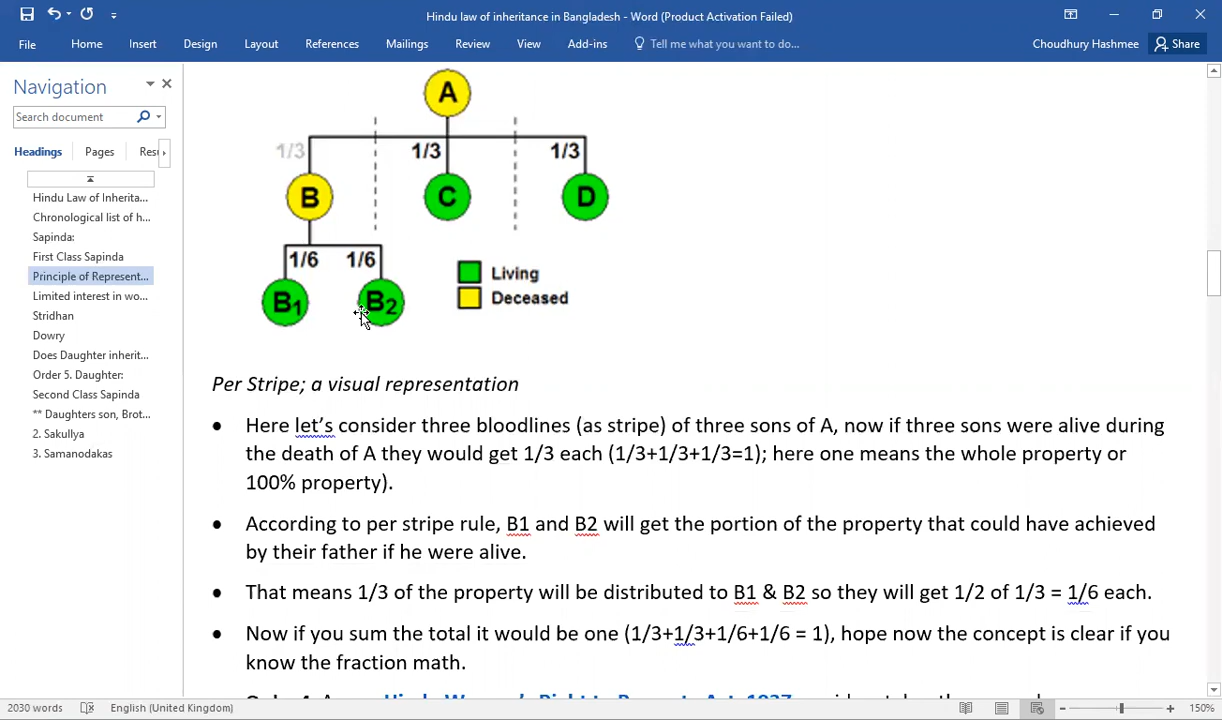 Hindu law of inheritance in Bangladesh - Word (Product Activation Failed)
File Home Insert Design Layout References Mailings Review View Add-ins Tell me what you want to do... Choudhury Hashmee Share
Navigation
Search document
Headings Pages Resu
Hindu Law of Inherita...
Chronological list of h...
Sapinda:
First Class Sapinda
Principle of Represent...
Limited interest in wo...
Stridhan
Dowry
Does Daughter inherit...
Order 5. Daughter:
Second Class Sapinda
** Daughters son, Brot...
2. Sakullya
3. Samanodakas
A
1/3 1/3 1/3
B C D
1/6 1/6
B1 B2
Living
Deceased
Per Stripe; a visual representation
● Here let's consider three bloodlines (as stripe) of three sons of A, now if three sons were alive during
the death of A they would get 1/3 each (1/3+1/3+1/3=1); here one means the whole property or
100% property).
● According to per stripe rule, B1 and B2 will get the portion of the property that could have achieved
by their father if he were alive.
● That means 1/3 of the property will be distributed to B1 & B2 so they will get 1/2 of 1/3 = 1/6 each.
● Now if you sum the total it would be one (1/3+1/3+1/6+1/6 = 1), hope now the concept is clear if you
know the fraction math.
2030 words English (United Kingdom) 150%